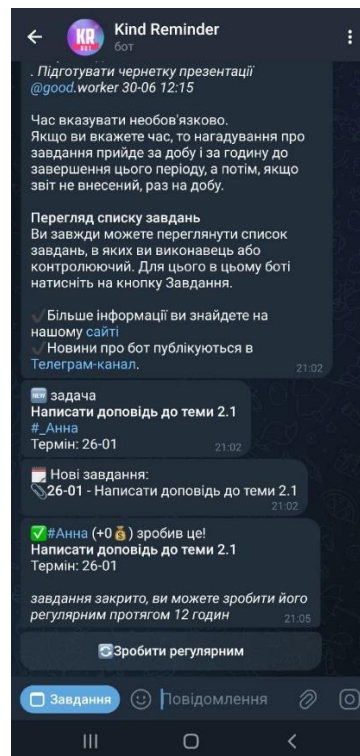 Kind Reminder
бот
. Підготувати чернетку презентації
@good.worker 30-06 12:15
Час вказувати необов'язково.
Якщо ви вкажете час, то нагадування про
завдання прийде за добу і за годину до
завершення цього періоду, а потім, якщо
звіт не внесений, раз на добу.
Перегляд списку завдань
Ви завжди можете переглянути список
завдань, в яких ви виконавець або
контролюючий. Для цього в цьому боті
натисніть на кнопку Завдання.
✔Більше інформації ви знайдете на
нашому сайті
✔Новини про бот публікуються в
Телеграм-канал.
21:02
🆕 задача
Написати доповідь до теми 2.1
#_Анна
Термін: 26-01
21:02
🗓 Нові завдання:
📎26-01 - Написати доповідь до теми 2.1
21:02
✅#Анна (+0💰) зробив це!
Написати доповідь до теми 2.1
Термін: 26-01
завдання закрито, ви можете зробити його
регулярним протягом 12 годин
21:05
🔄Зробити регулярним
Завдання
Повідомлення